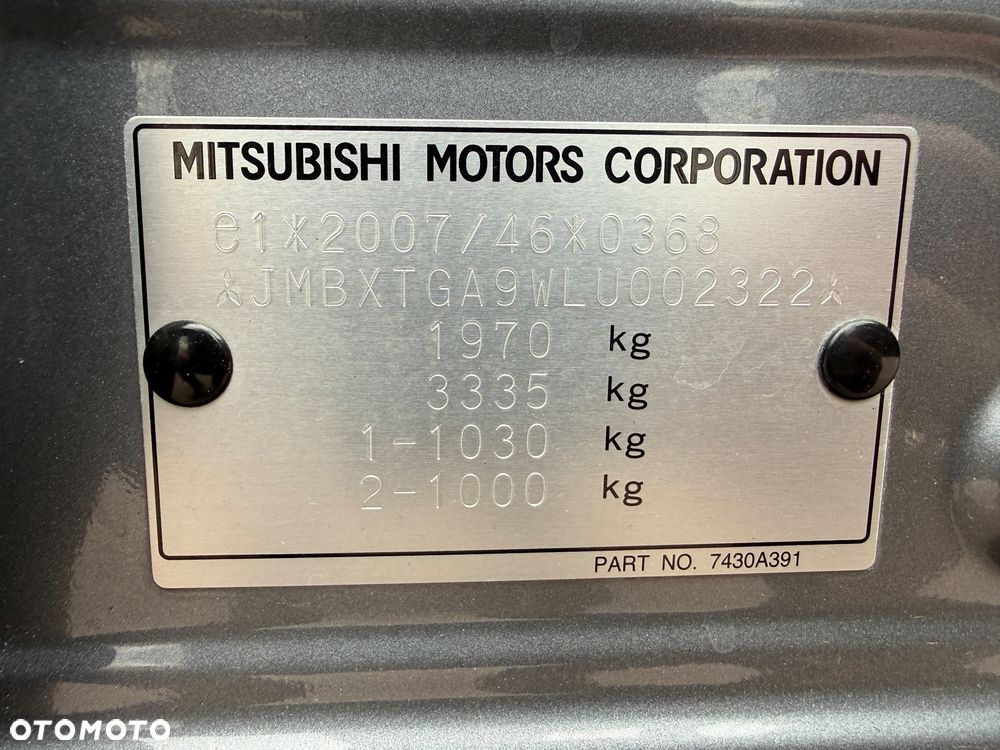 MITSUBISHI MOTORS CORPORATION
e1*2007/46*0368
JMBXTGA9WLU002322
1970 kg
3335 kg
1-1030 kg
2-1000 kg
PART NO. 7430A391
OTOMOTO